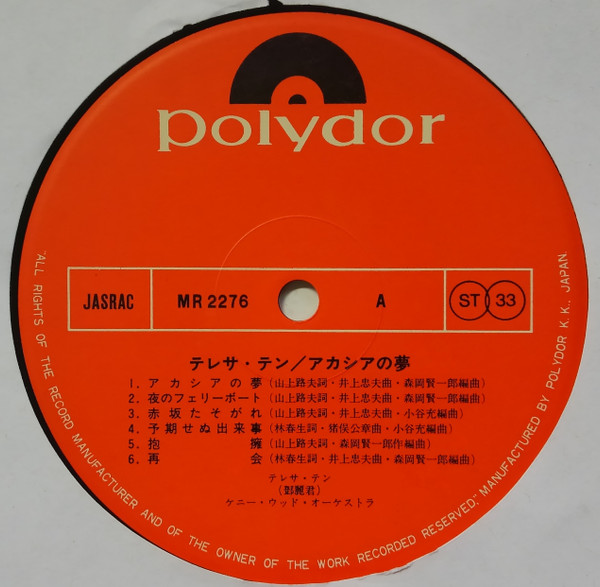 polydor
JASRAC MR 2276 A ST 33
テレサ・テン/アカシアの夢
1. アカシアの夢(山上路夫詞・井上忠夫曲・森岡賢一郎編曲)
2. 夜のフェリーボート(山上路夫詞・井上忠夫曲・森岡賢一郎編曲)
3. 赤坂たそがれ(山上路夫詞・井上忠夫曲・小谷充編曲)
4. 予期せぬ出来事(林春生詞・猪俣公章曲・小谷充編曲)
5. 抱擁(山上路夫詞・森岡賢一郎作編曲)
6. 再会(林春生詞・井上忠夫曲・森岡賢一郎編曲)
テレサ・テン
(鄧麗君)
ケニー・ウッド・オーケストラ
"ALL RIGHTS OF THE RECORD MANUFACTURER AND OF THE OWNER OF THE WORK RECORDED RESERVED," MANUFACTURED BY POLYDOR K.K., JAPAN.